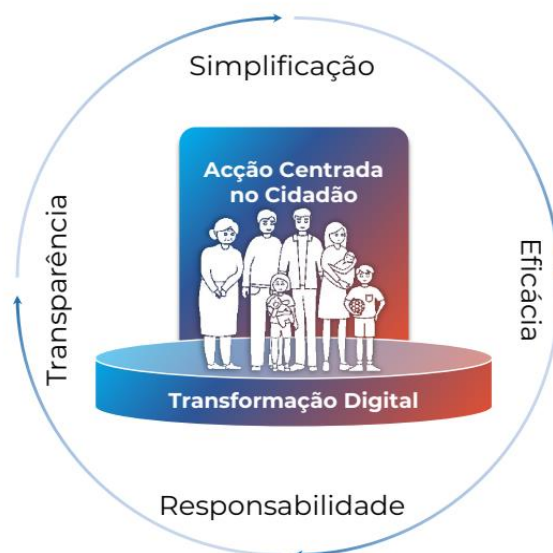 Simplificação
Acção Centrada
no Cidadão
Transparência
Eficácia
Transformação Digital
Responsabilidade